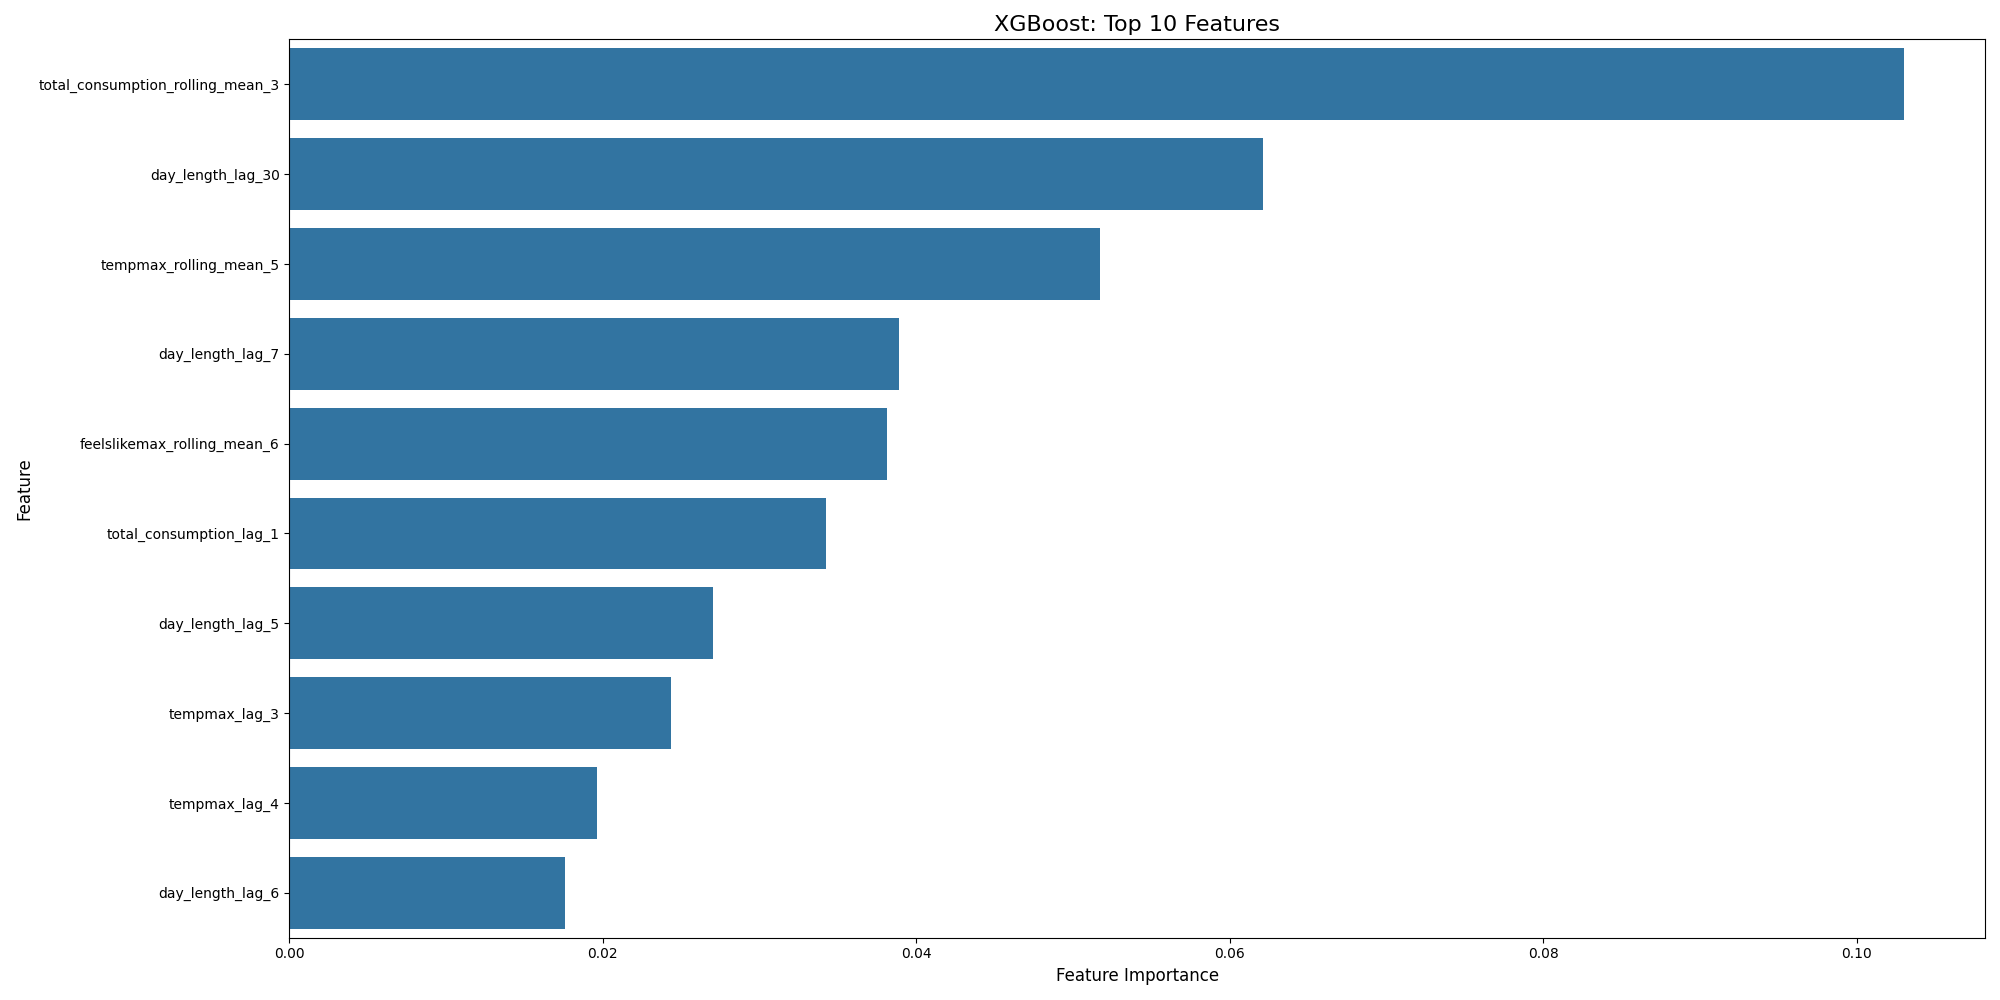 XGBoost: Top 10 Features
total_consumption_rolling_mean_3
day_length_lag_30
tempmax_rolling_mean_5
day_length_lag_7
feelslikemax_rolling_mean_6
total_consumption_lag_1
day_length_lag_5
tempmax_lag_3
tempmax_lag_4
day_length_lag_6
Feature
0.00 0.02 0.04 0.06 0.08 0.10
Feature Importance